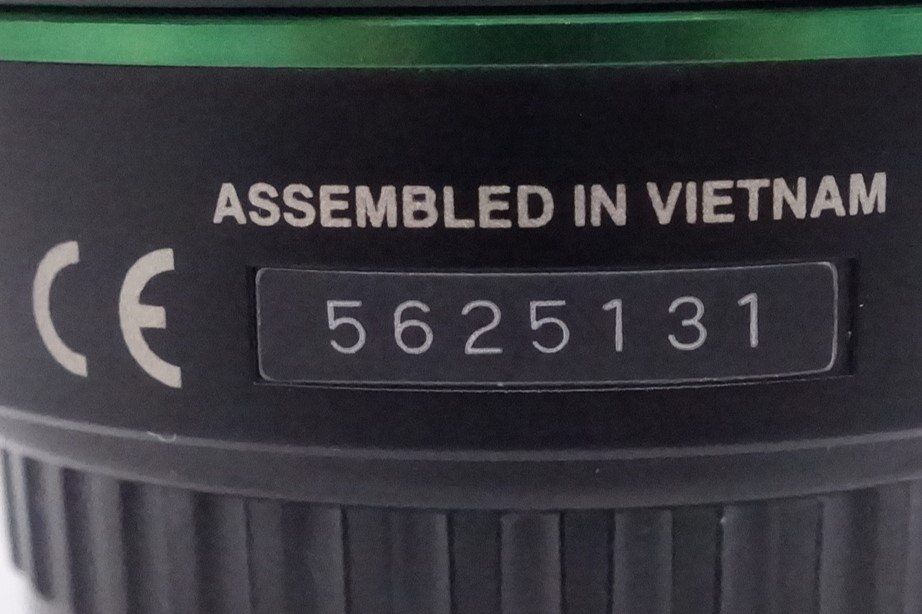 ASSEMBLED IN VIETNAM
CE
5625131